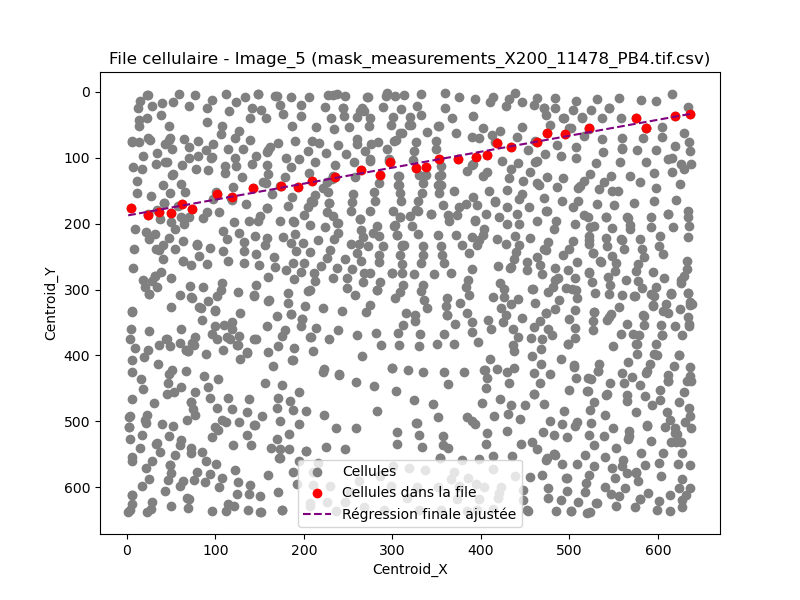 File cellulaire - Image_5 (mask_measurements_X200_11478_PB4.tif.csv)
0
100
200
300
400
500
600
Centroid_Y
Cellules
Cellules dans la file
Régression finale ajustée
0 100 200 300 400 500 600
Centroid_X